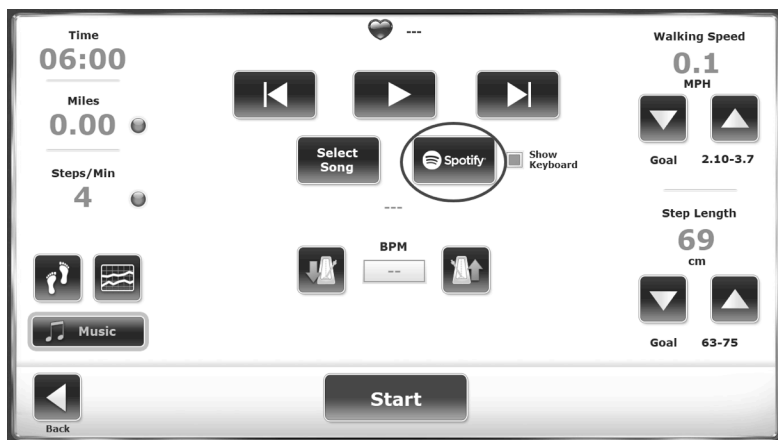 ---
Time
06:00
Walking Speed
0.1
MPH
Miles
0.00
Select
Song
Spotify
Show
Keyboard
Goal 2.10-3.7
Steps/Min
4
---
Step Length
69
cm
BPM
--
Music
Goal 63-75
Start
Back